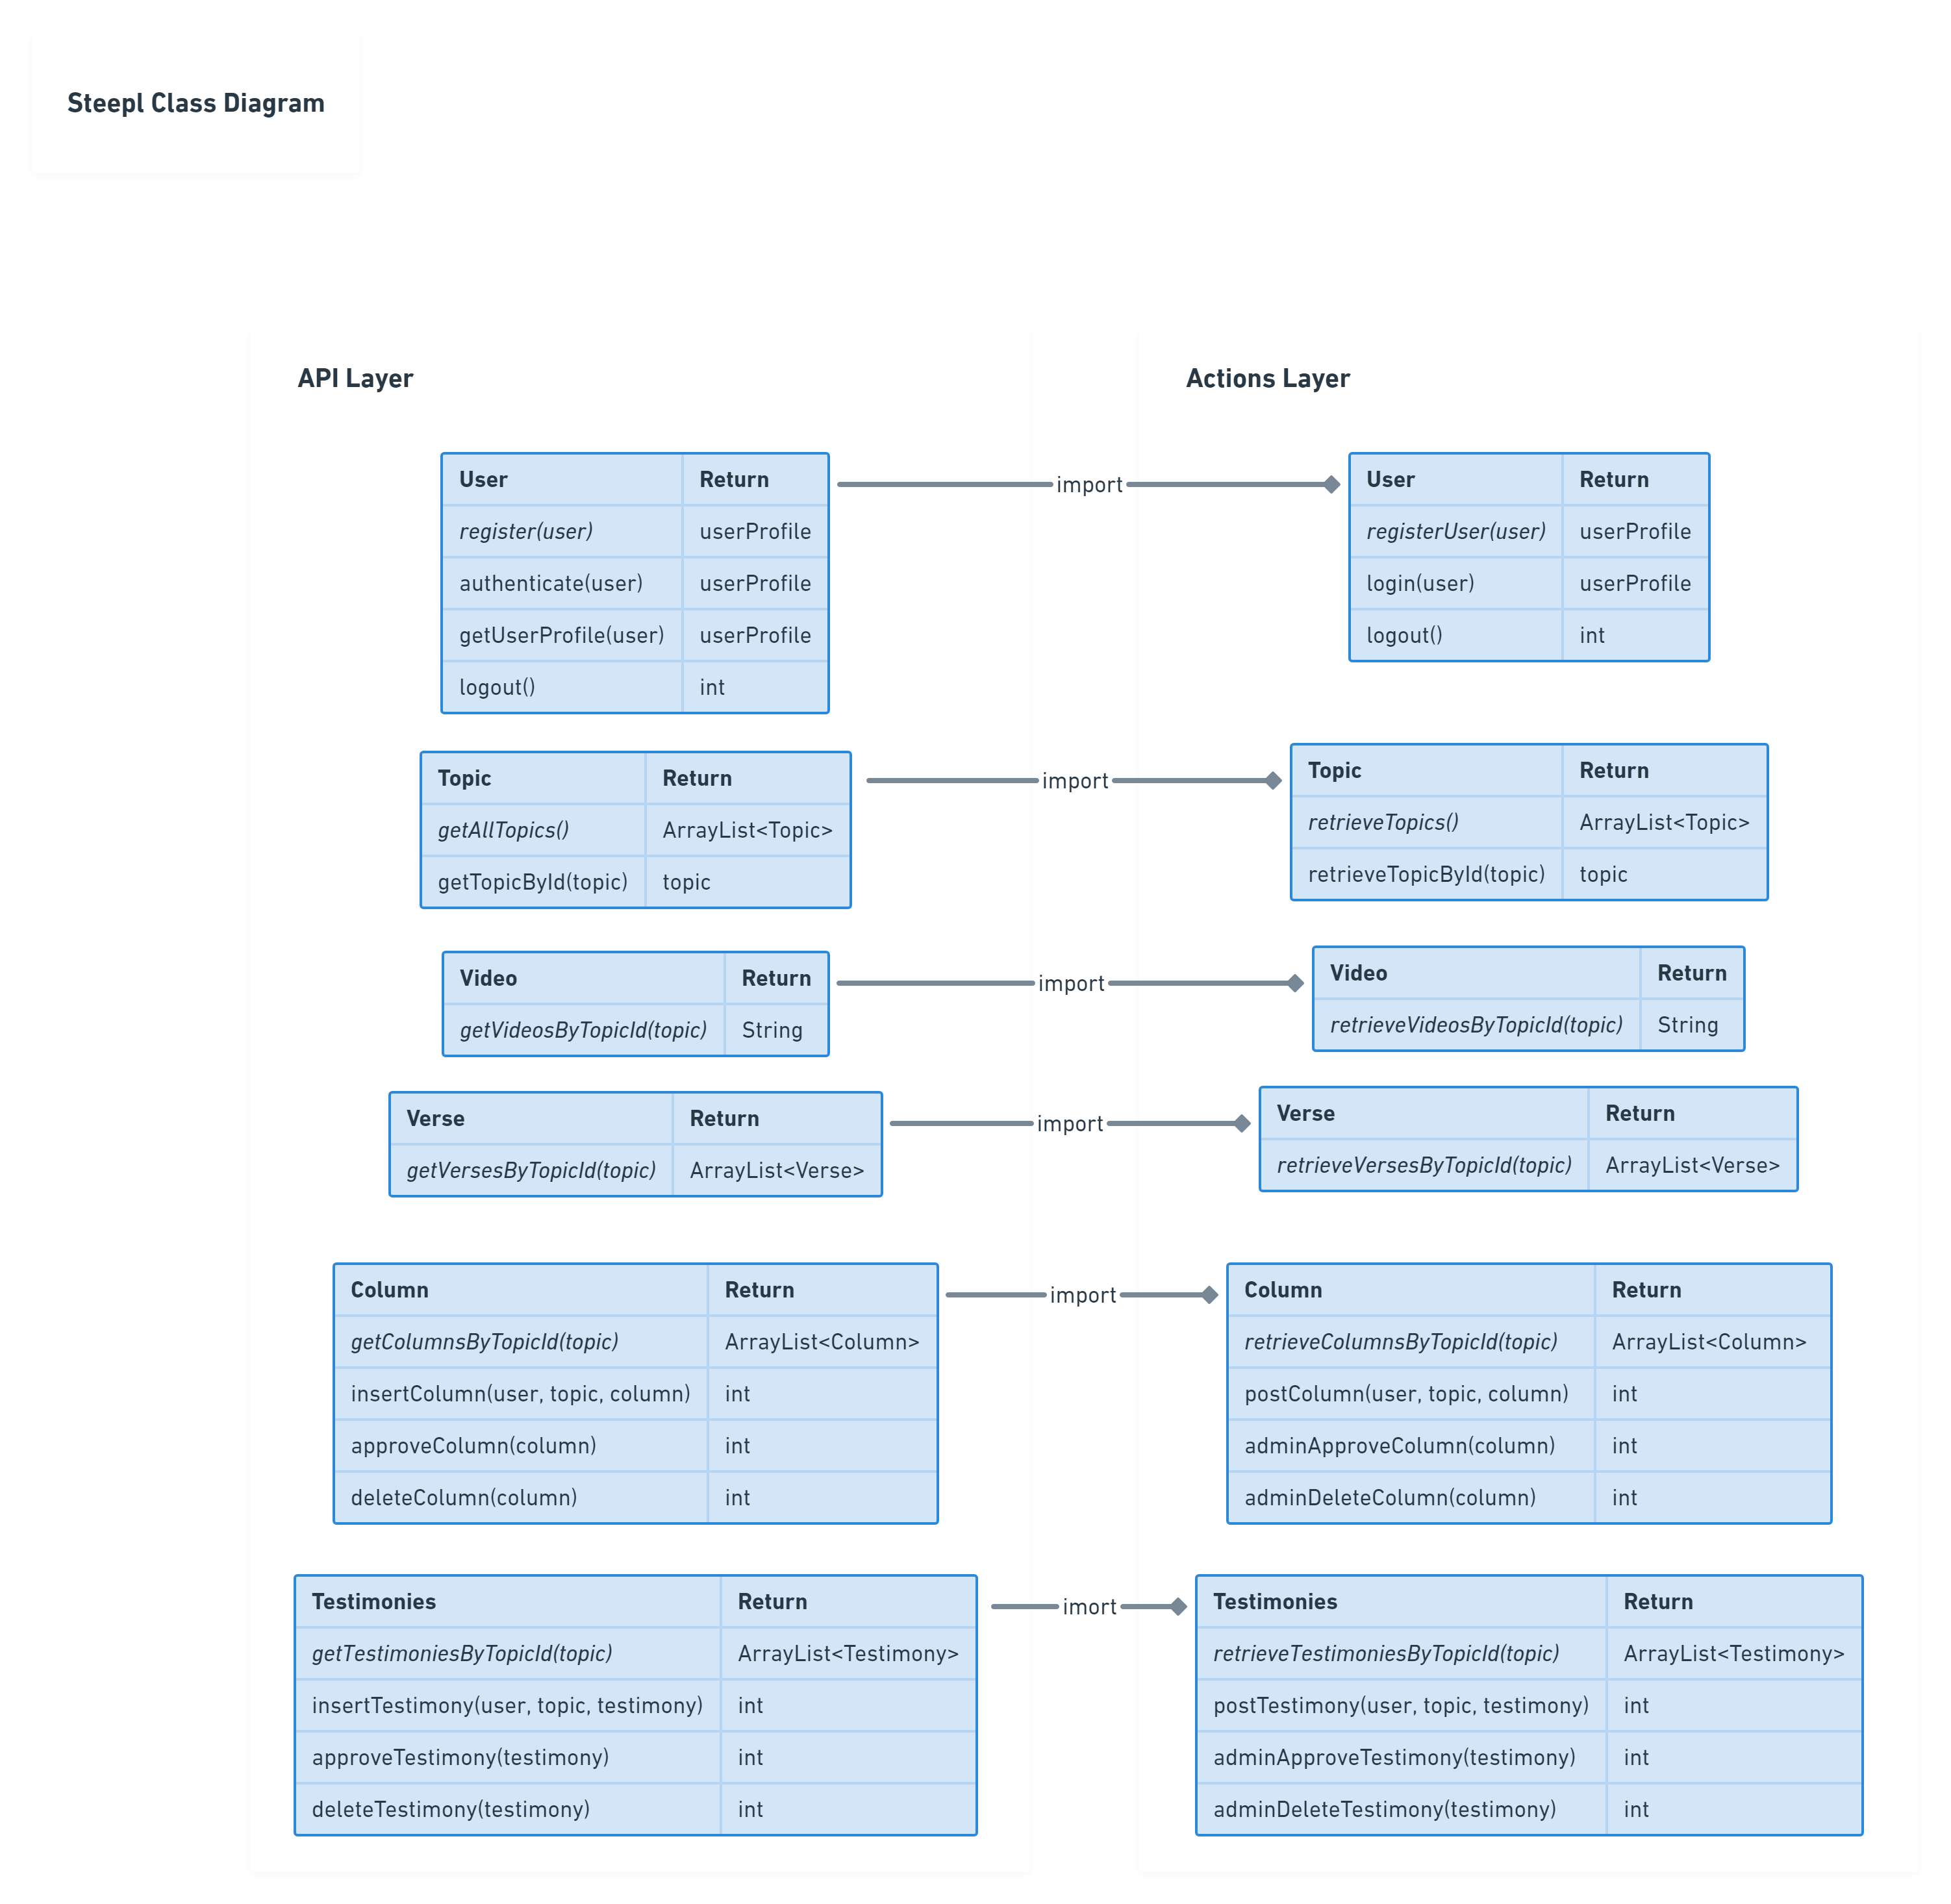 Steepl Class Diagram
API Layer
User Return
register(user) userProfile
authenticate(user) userProfile
getUserProfile(user) userProfile
logout() int
Topic Return
getAllTopics() ArrayList<Topic>
getTopicById(topic) topic
Video Return
getVideosByTopicId(topic) String
Verse Return
getVersesByTopicId(topic) ArrayList<Verse>
Column Return
getColumnsByTopicId(topic) ArrayList<Column>
insertColumn(user, topic, column) int
approveColumn(column) int
deleteColumn(column) int
Testimonies Return
getTestimoniesByTopicId(topic) ArrayList<Testimony>
insertTestimony(user, topic, testimony) int
approveTestimony(testimony) int
deleteTestimony(testimony) int
import
import
import
import
import
imort
Actions Layer
User Return
registerUser(user) userProfile
login(user) userProfile
logout() int
Topic Return
retrieveTopics() ArrayList<Topic>
retrieveTopicById(topic) topic
Video Return
retrieveVideosByTopicId(topic) String
Verse Return
retrieveVersesByTopicId(topic) ArrayList<Verse>
Column Return
retrieveColumnsByTopicId(topic) ArrayList<Column>
postColumn(user, topic, column) int
adminApproveColumn(column) int
adminDeleteColumn(column) int
Testimonies Return
retrieveTestimoniesByTopicId(topic) ArrayList<Testimony>
postTestimony(user, topic, testimony) int
adminApproveTestimony(testimony) int
adminDeleteTestimony(testimony) int